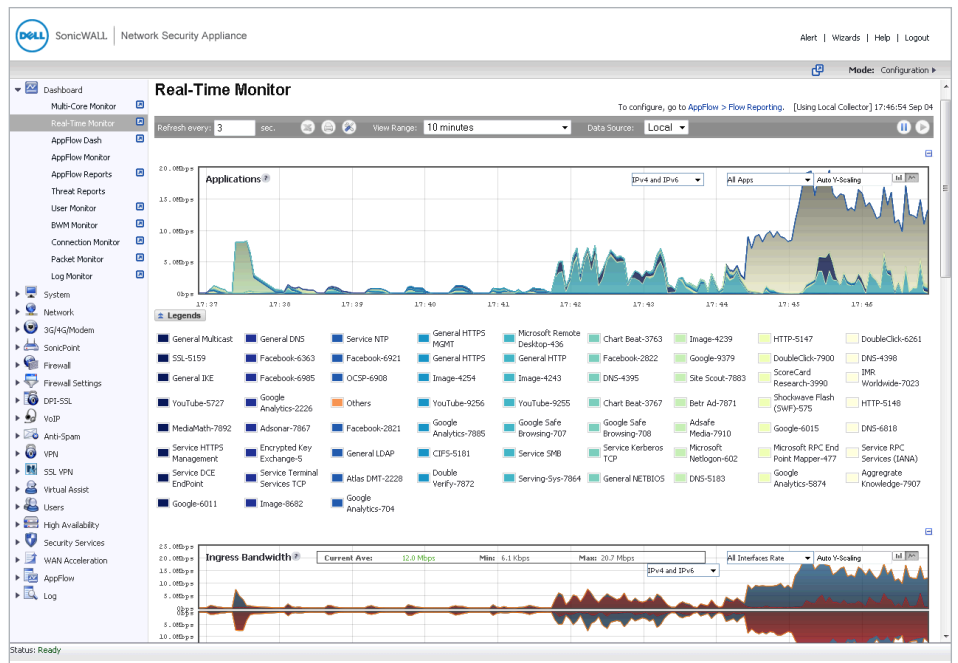 DELL SonicWALL | Network Security Appliance
Alert | Wizards | Help | Logout
Mode: Configuration
Dashboard
Multi-Core Monitor
Real-Time Monitor
AppFlow Dash
AppFlow Monitor
AppFlow Reports
Threat Reports
User Monitor
BWM Monitor
Connection Monitor
Packet Monitor
Log Monitor
System
Network
3G/4G/Modem
SonicPoint
Firewall
Firewall Settings
DPI-SSL
VoIP
Anti-Spam
VPN
SSL VPN
Virtual Assist
Users
High Availability
Security Services
WAN Acceleration
AppFlow
Log
Real-Time Monitor
To configure, go to AppFlow > Flow Reporting. [Using Local Collector] 17:46:54 Sep 04
Refresh every: 3 sec. View Range: 10 minutes Data Source: Local
Applications IPv4 and IPv6 All Apps Auto Y-Scaling
20.0Mbps
15.0Mbps
10.0Mbps
5.0Mbps
0bps
17:37 17:38 17:39 17:40 17:41 17:42 17:43 17:44 17:45 17:46
Legends
General Multicast General DNS Service NTP General HTTPS MGMT Microsoft Remote Desktop-436 Chart Beat-3763 Image-4239 HTTP-5147 DoubleClick-6261
SSL-5159 Facebook-6363 Facebook-6921 General HTTPS General HTTP Facebook-2822 Google-9379 DoubleClick-7900 DNS-4398
General IKE Facebook-6985 OCSP-6908 Image-4254 Image-4243 DNS-4395 Site Scout-7883 ScoreCard Research-3990 IMR Worldwide-7023
YouTube-5727 Google Analytics-2226 Others YouTube-9256 YouTube-9255 Chart Beat-3767 Betr Ad-7871 Shockwave Flash (SWF)-575 HTTP-5148
MediaMath-7892 Adsonar-7867 Facebook-2821 Google Analytics-7885 Google Safe Browsing-707 Google Safe Browsing-708 Adsafe Media-7910 Google-6015 DNS-6818
Service HTTPS Management Encrypted Key Exchange-5 General LDAP CIFS-5181 Service SMB Service Kerberos TCP Microsoft Netlogon-602 Microsoft RPC End Point Mapper-477 Service RPC Services (IANA)
Service DCE EndPoint Service Terminal Services TCP Atlas DMT-2228 Double Verify-7872 Serving-Sys-7864 General NETBIOS DNS-5183 Google Analytics-5874 Aggregrate Knowledge-7907
Google-6011 Image-8682 Google Analytics-704
Ingress Bandwidth Current Ave: 12.0 Mbps Min: 6.1 Kbps Max: 20.7 Mbps All Interfaces Rate Auto Y-Scaling
IPv4 and IPv6
25.0Mbps
20.0Mbps
15.0Mbps
10.0Mbps
5.0Mbps
0bps
0bps
5.0Mbps
10.0Mbps
Status: Ready